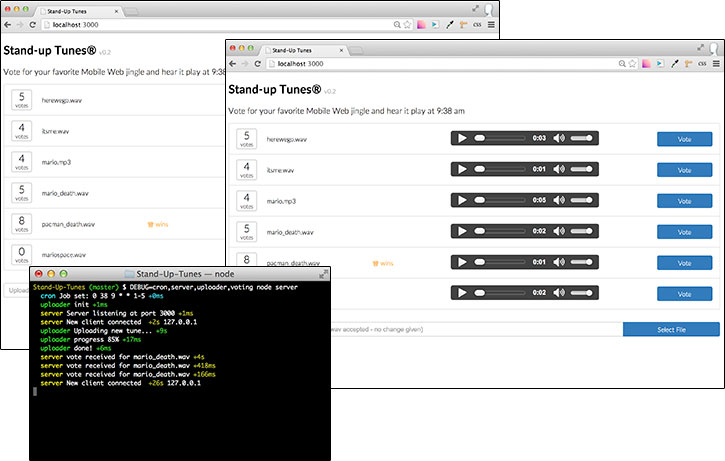 Stand-up Tunes
localhost 3000
CSS
Stand-up Tunes® v0.2
Vote for your favorite Mobile Web jingle and hear it play at 9:38
5 votes herewego.wav
4 votes itsme.wav
4 votes mario.mp3
5 votes mario_death.wav
8 votes pacman_death.wav wins
0 votes mariospace.wav
Upload
Stand-up Tunes
localhost 3000
CSS
Stand-up Tunes® v0.2
Vote for your favorite Mobile Web jingle and hear it play at 9:38 am
5 votes herewego.wav 0:03 Vote
4 votes itsme.wav 0:01 Vote
4 votes mario.mp3 0:05 Vote
5 votes mario_death.wav 0:02 Vote
8 pacman_death.wav wins 0:01 Vote
0:02 Vote
wav accepted - no change given) Select File
Stand-Up-Tunes — node
Stand-Up-Tunes (master) $ DEBUG=cron,server,uploader,voting node server
cron Job set: 0 38 9 * * 1-5 +0ms
uploader init +1ms
server Server listening at port 3000 +1ms
server New client connected +2s 127.0.0.1
uploader Uploading new tune... +9s
uploader progress 85% +17ms
uploader done! +6ms
server vote received for mario_death.wav +4s
server vote received for mario_death.wav +418ms
server vote received for mario_death.wav +166ms
server New client connected +26s 127.0.0.1